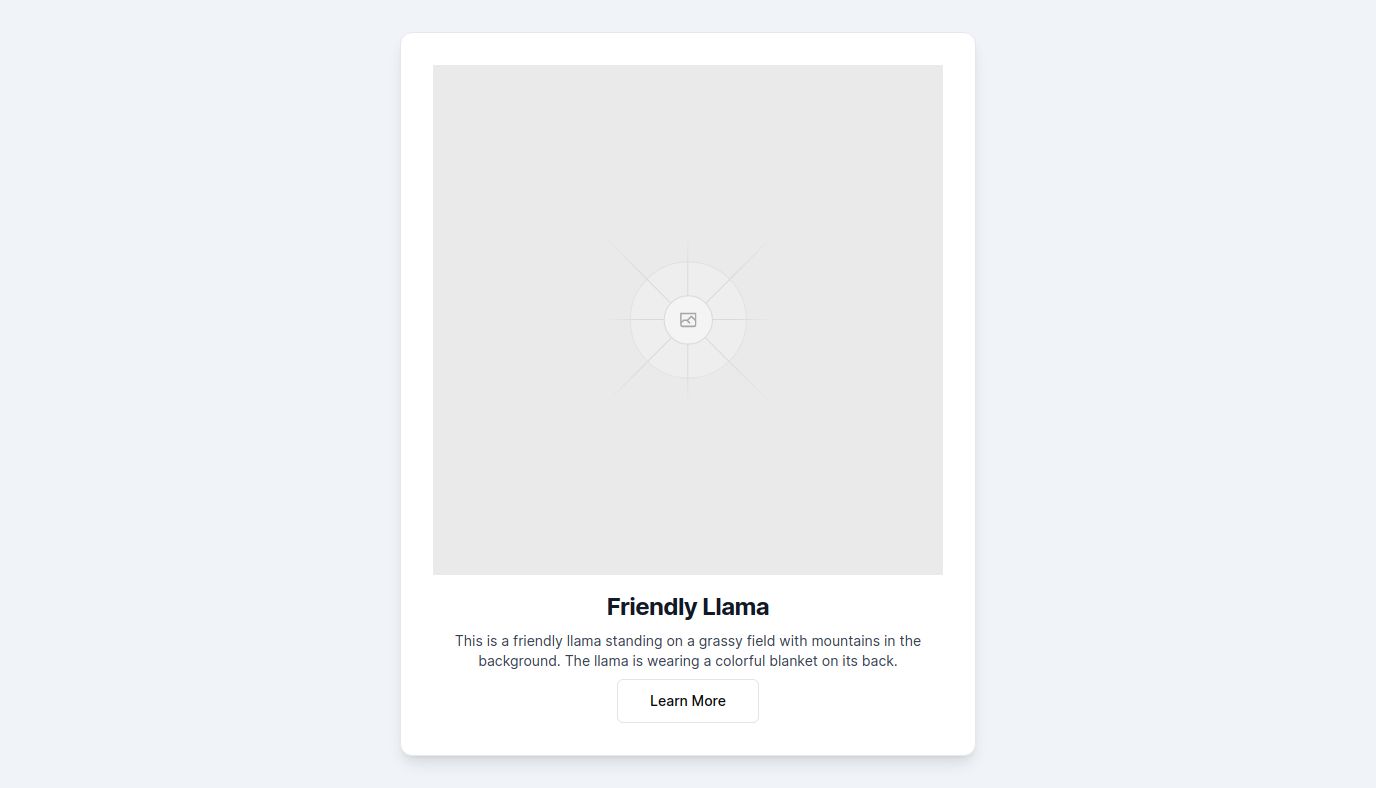 Friendly Llama
This is a friendly llama standing on a grassy field with mountains in the
background. The llama is wearing a colorful blanket on its back.
Learn More